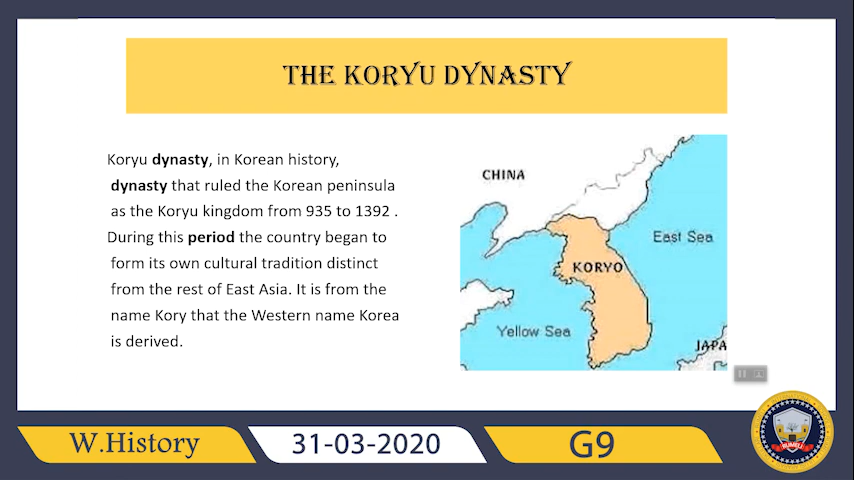 THE KORYU DYNASTY
Koryu dynasty, in Korean history,
dynasty that ruled the Korean peninsula
as the Koryu kingdom from 935 to 1392 .
During this period the country began to
form its own cultural tradition distinct
from the rest of East Asia. It is from the
name Kory that the Western name Korea
is derived.
CHINA
East Sea
KORYO
Yellow Sea
JAPA
W.History
31-03-2020
G9
RUMELI